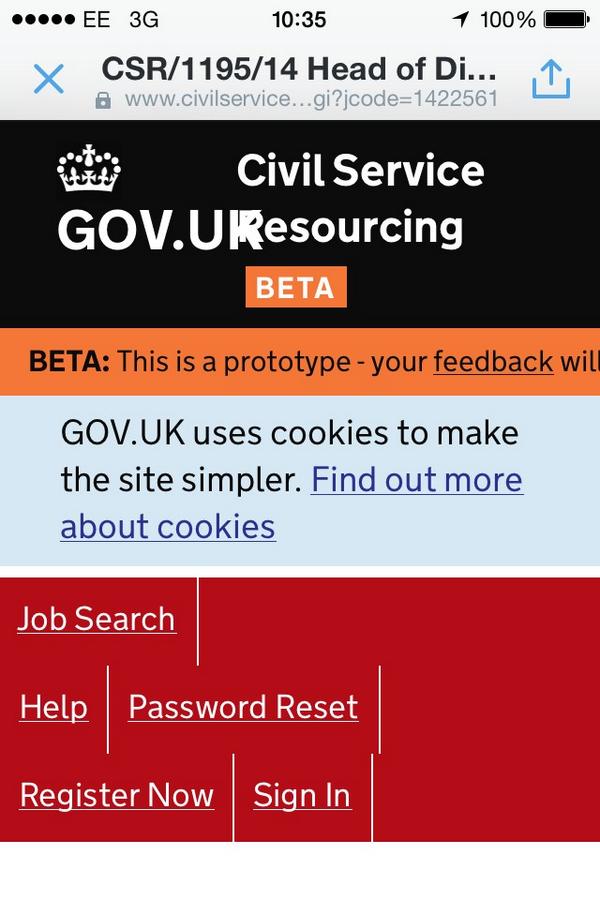 EE 3G 10:35 100%
CSR/1195/14 Head of Di...
www.civilservice...gi?jcode=1422561
GOV.UK
Civil Service
Resourcing
BETA
BETA: This is a prototype - your feedback will
GOV.UK uses cookies to make
the site simpler. Find out more
about cookies
Job Search
Help Password Reset
Register Now Sign In